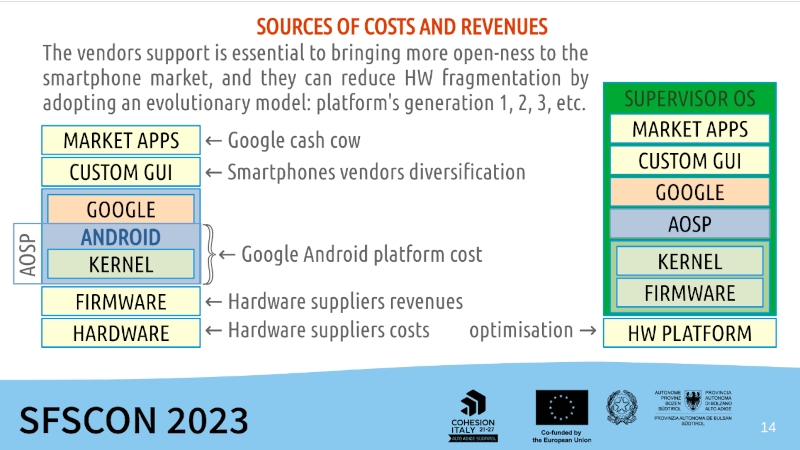 SOURCES OF COSTS AND REVENUES
The vendors support is essential to bringing more open-ness to the
smartphone market, and they can reduce HW fragmentation by
adopting an evolutionary model: platform's generation 1, 2, 3, etc.
MARKET APPS ← Google cash cow
CUSTOM GUI ← Smartphones vendors diversification
GOOGLE
AOSP
ANDROID
KERNEL
← Google Android platform cost
FIRMWARE ← Hardware suppliers revenues
HARDWARE ← Hardware suppliers costs
optimisation →
SUPERVISOR OS
MARKET APPS
CUSTOM GUI
GOOGLE
AOSP
KERNEL
FIRMWARE
HW PLATFORM
SFSCON 2023
COHESION
ITALY 21-27
ALTO ADIGE SÜDTIROL
Co-funded by
the European Union
AUTONOME
PROVINZ
BOZEN
SÜDTIROL
PROVINCIA
AUTONOMA
DI BOLZANO
ALTO ADIGE
PROVINZIA AUTONOMA DE BULSAN
SÜDTIROL
14